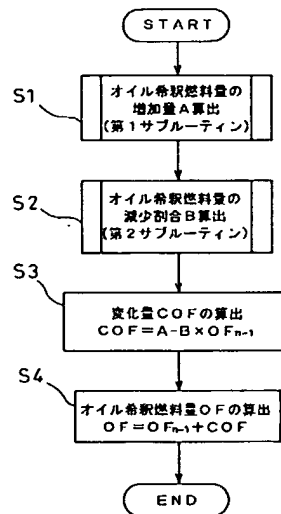 START
S1
オイル希釈燃料量の
増加量A算出
(第1サブルーティン)
S2
オイル希釈燃料量の
減少割合B算出
(第2サブルーティン)
S3
変化量COFの算出
COF=A-B×OFn-1
S4
オイル希釈燃料量OFの算出
OF=OFn-1+COF
END